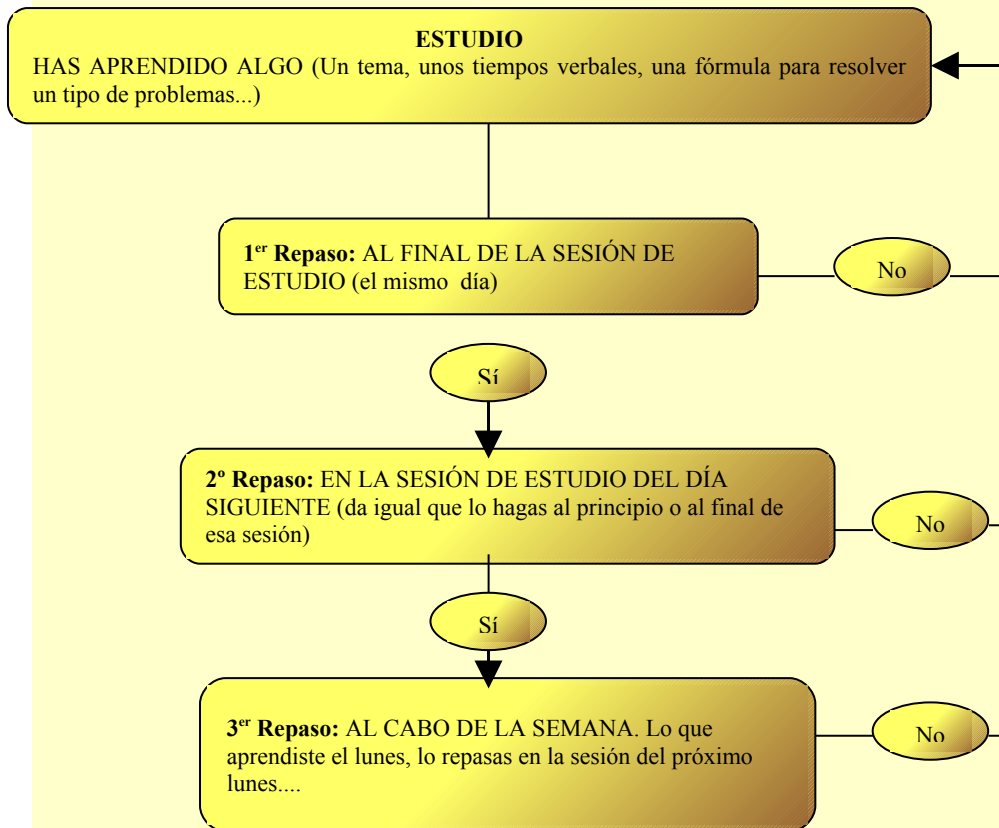 ESTUDIO
HAS APRENDIDO ALGO (Un tema, unos tiempos verbales, una fórmula para resolver
un tipo de problemas...)
1er Repaso: AL FINAL DE LA SESIÓN DE
ESTUDIO (el mismo día)
No
Sí
2º Repaso: EN LA SESIÓN DE ESTUDIO DEL DÍA
SIGUIENTE (da igual que lo hagas al principio o al final de
esa sesión)
No
Sí
3er Repaso: AL CABO DE LA SEMANA. Lo que
aprendiste el lunes, lo repasas en la sesión del próximo
lunes....
No